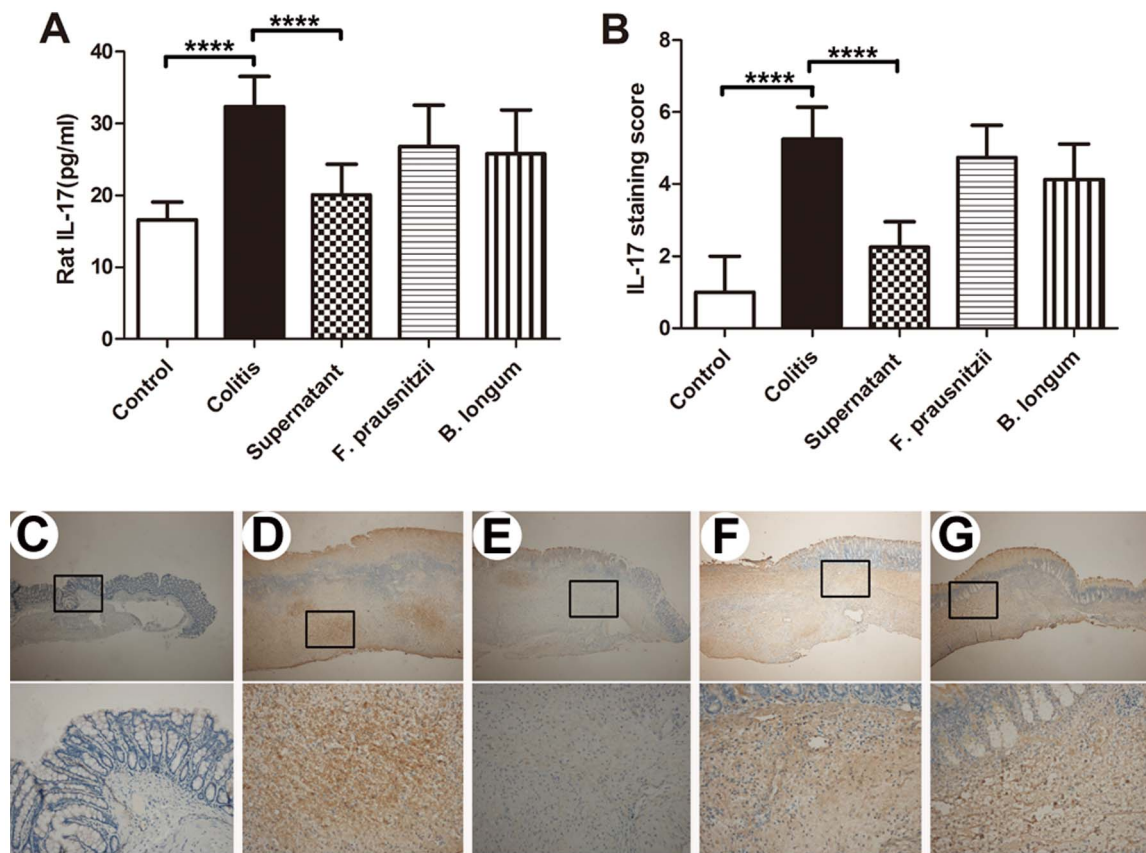 A
Rat IL-17(pg/ml)
40
30
20
10
0
****
****
Control
Colitis
Supernatant
F. prausnitzii
B. longum
B
IL-17 staining score
8
6
4
2
0
****
****
Control
Colitis
Supernatant
F. prausnitzii
B. longum
C
D
E
F
G